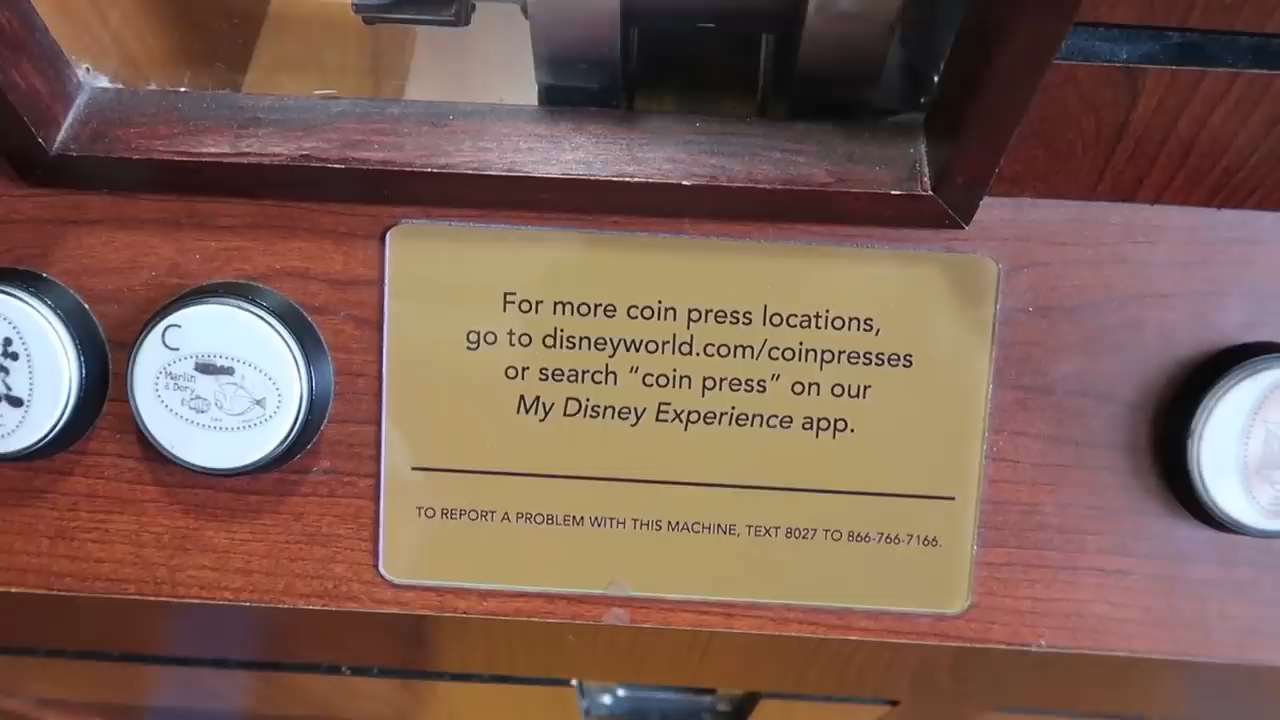 For more coin press locations,
go to disneyworld.com/coinpresses
or search “coin press” on our
My Disney Experience app.
TO REPORT A PROBLEM WITH THIS MACHINE, TEXT 8027 TO 866-766-7166.
C
Marlin
& Dory